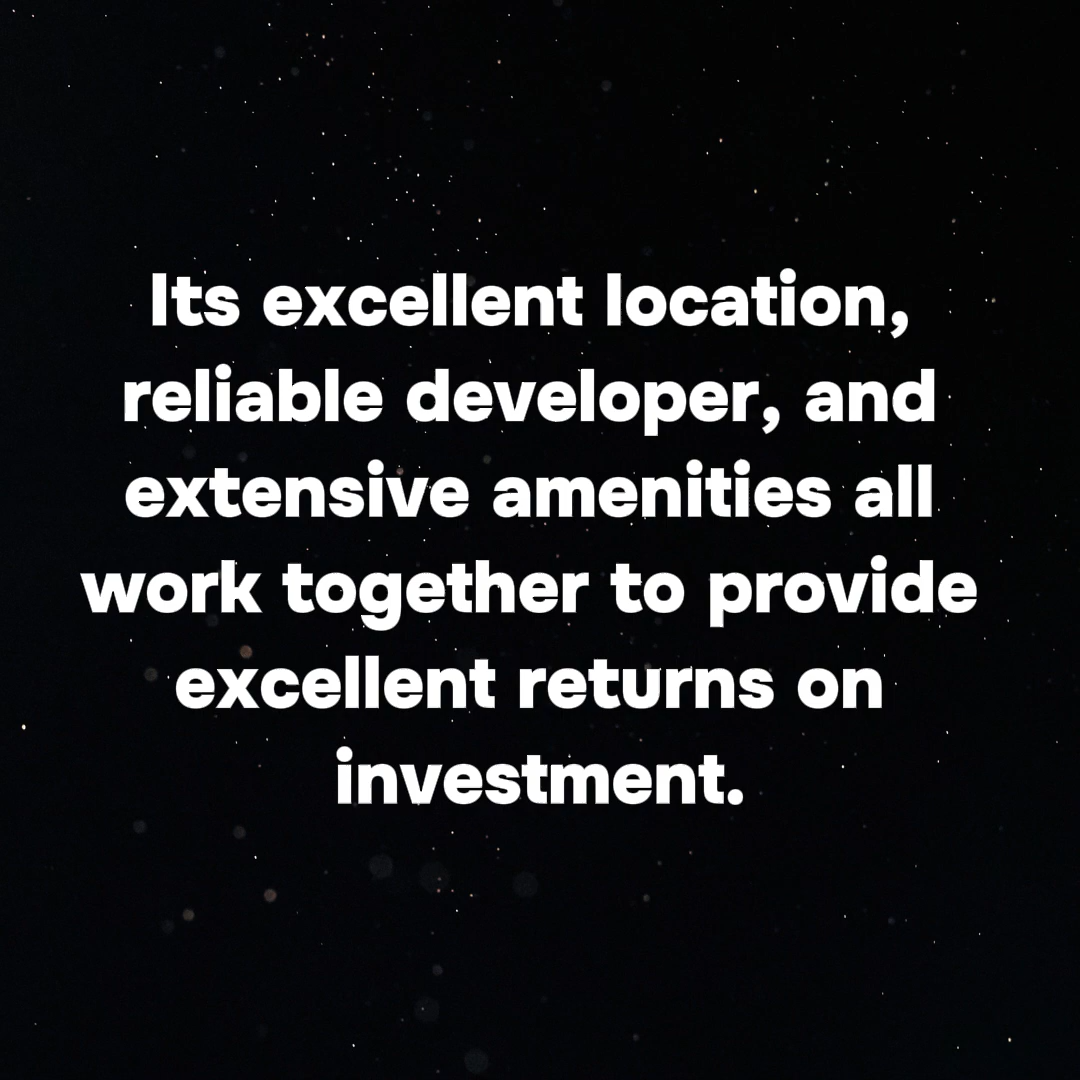 Its excellent location,
reliable developer, and
extensive amenities all
work together to provide
excellent returns on
investment.